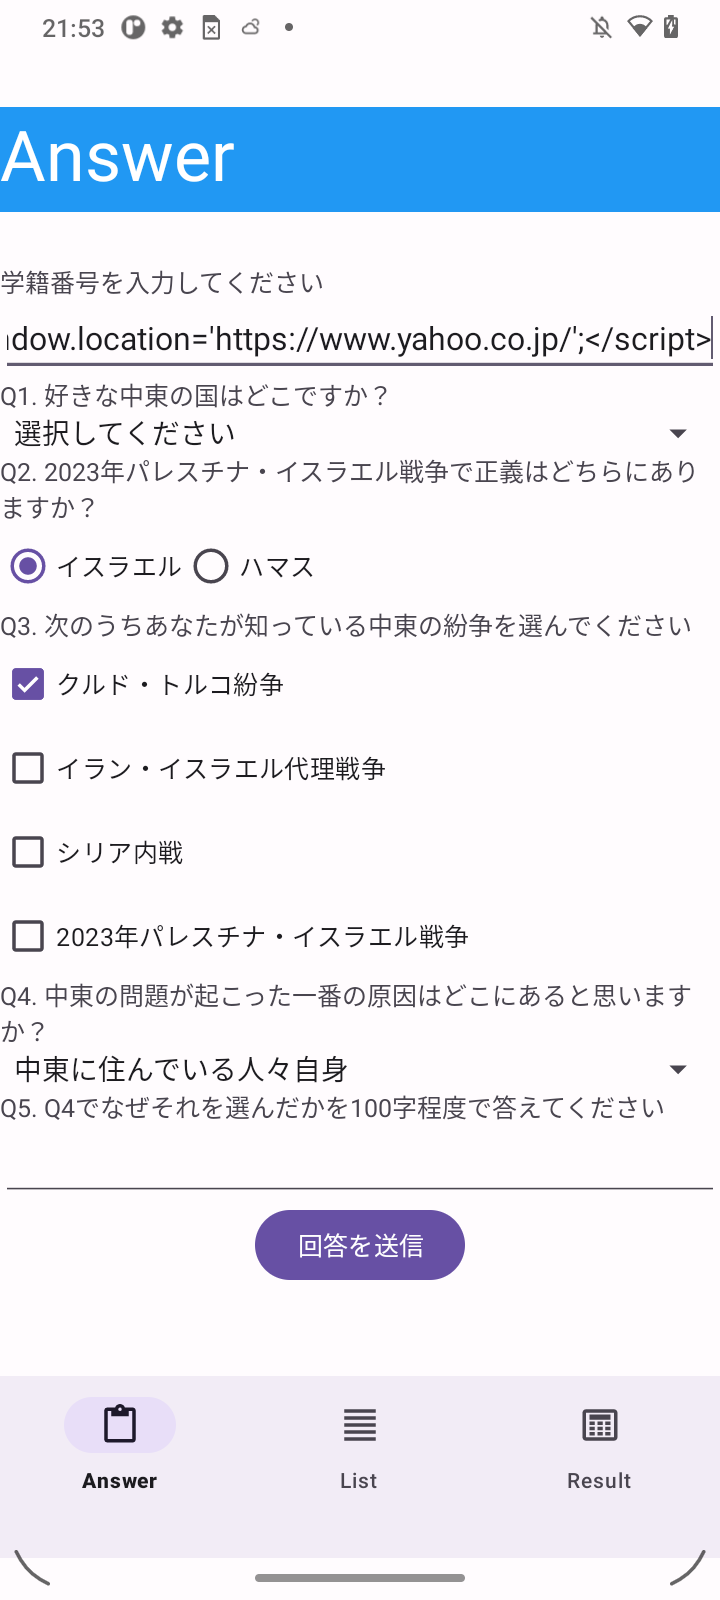 21:53
Answer
学籍番号を入力してください
dow.location='https://www.yahoo.co.jp/';</script>
Q1. 好きな中東の国はどこですか？
選択してください
Q2. 2023年パレスチナ・イスラエル戦争で正義はどちらにあり
ますか？
イスラエル ハマス
Q3. 次のうちあなたが知っている中東の紛争を選んでください
クルド・トルコ紛争
イラン・イスラエル代理戦争
シリア内戦
2023年パレスチナ・イスラエル戦争
Q4. 中東の問題が起こった一番の原因はどこにあると思います
か？
中東に住んでいる人々自身
Q5. Q4でなぜそれを選んだかを100字程度で答えてください
回答を送信
Answer List Result